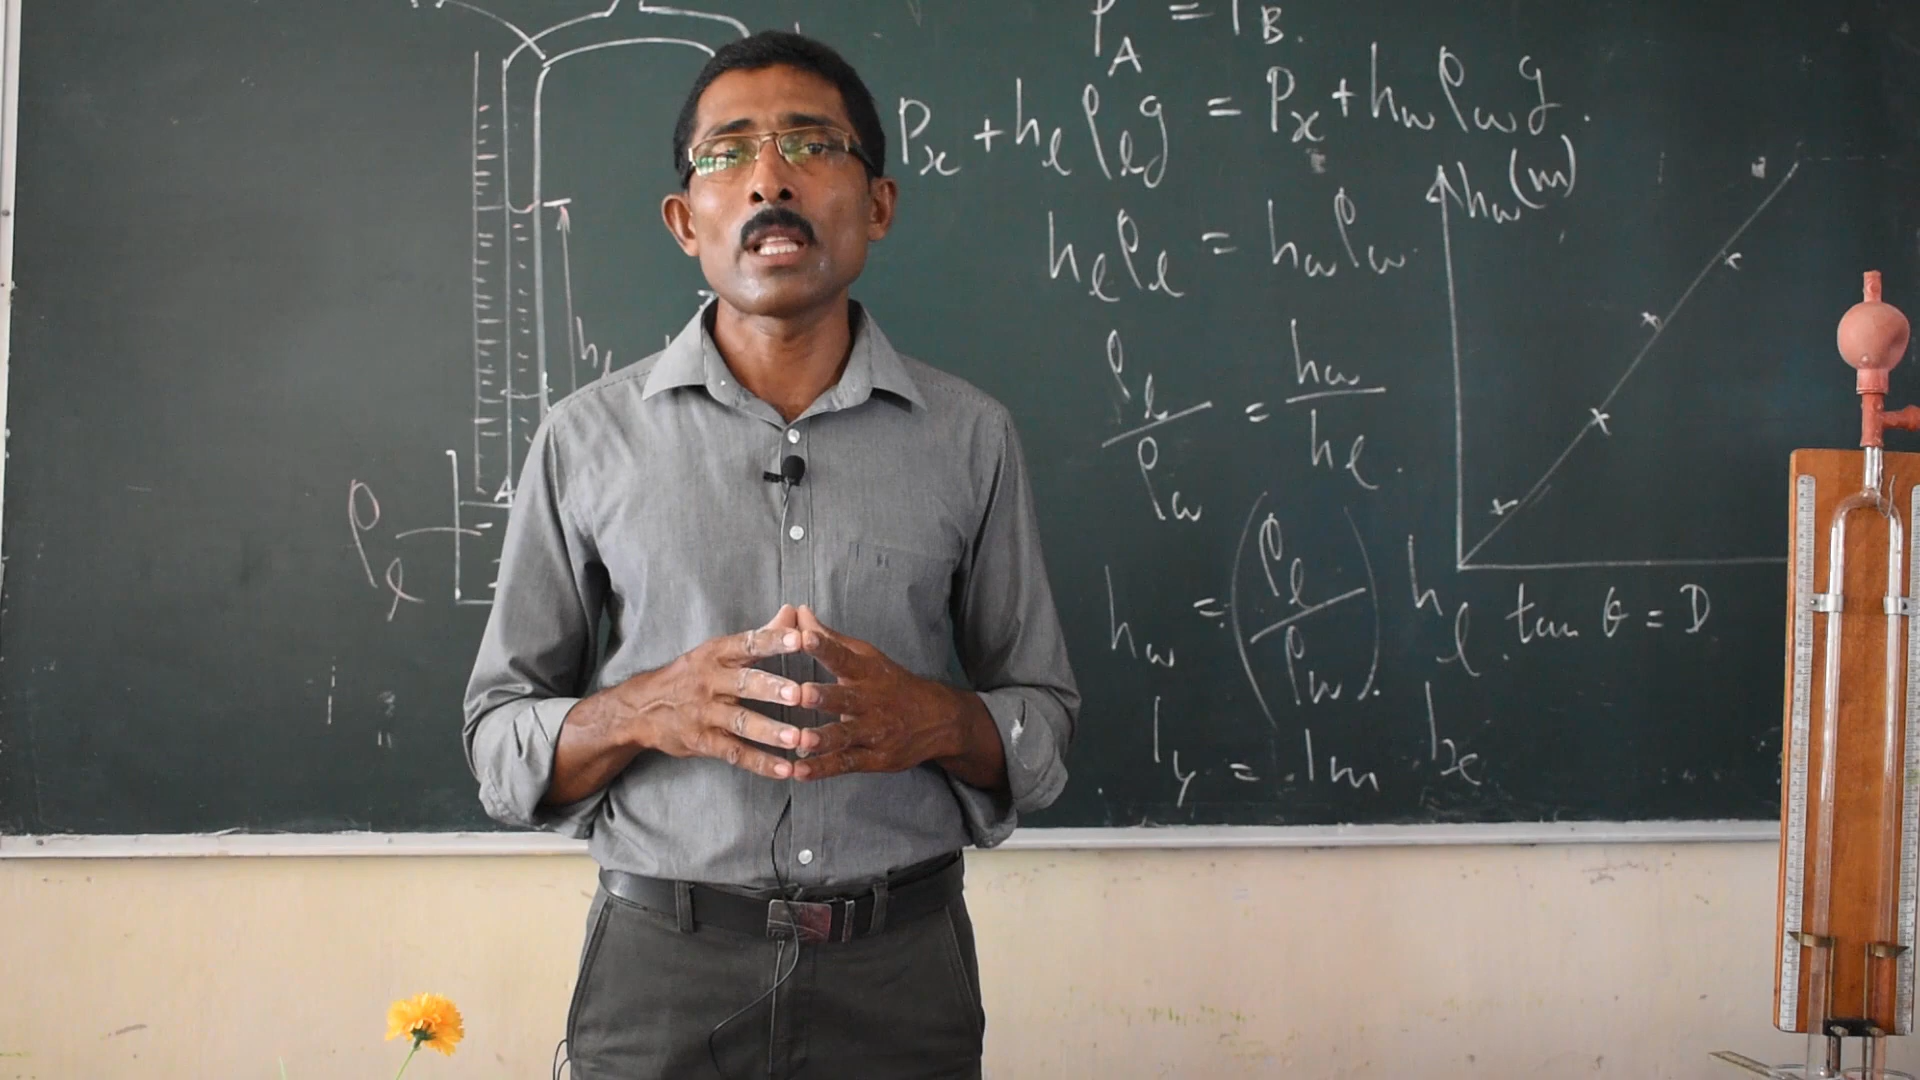 P_A = P_B.
P_x + h_l ρ_l g = P_x + h_w ρ_w g.
h_w (m)
h_l ρ_l = h_w ρ_w.
h_l
ρ_l / ρ_w = h_w / h_l.
A
ρ_l
h_w = (ρ_l / ρ_w) h_l.
tan θ = D
y = m x